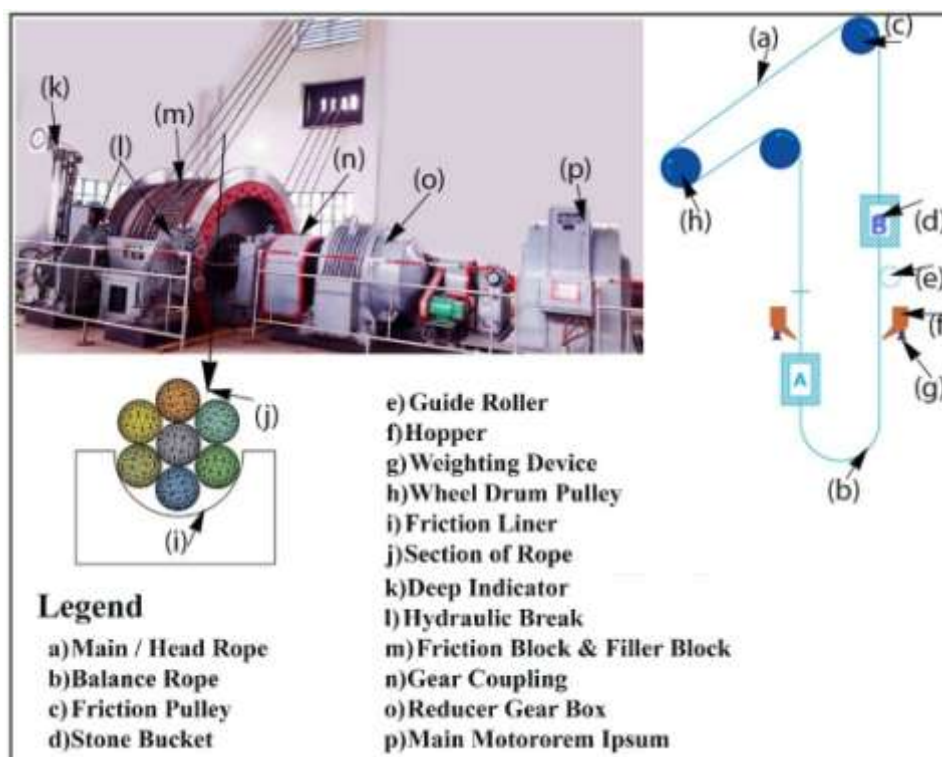 (k)
(l)
(m)
(n)
(o)
(p)
(a)
(c)
(h)
B
(d)
(e)
(g)
A
(b)
(j)
(i)
Legend
a)Main / Head Rope
b)Balance Rope
c)Friction Pulley
d)Stone Bucket
e)Guide Roller
f)Hopper
g)Weighting Device
h)Wheel Drum Pulley
i)Friction Liner
j)Section of Rope
k)Deep Indicator
l)Hydraulic Break
m)Friction Block & Filler Block
n)Gear Coupling
o)Reducer Gear Box
p)Main Motororem Ipsum